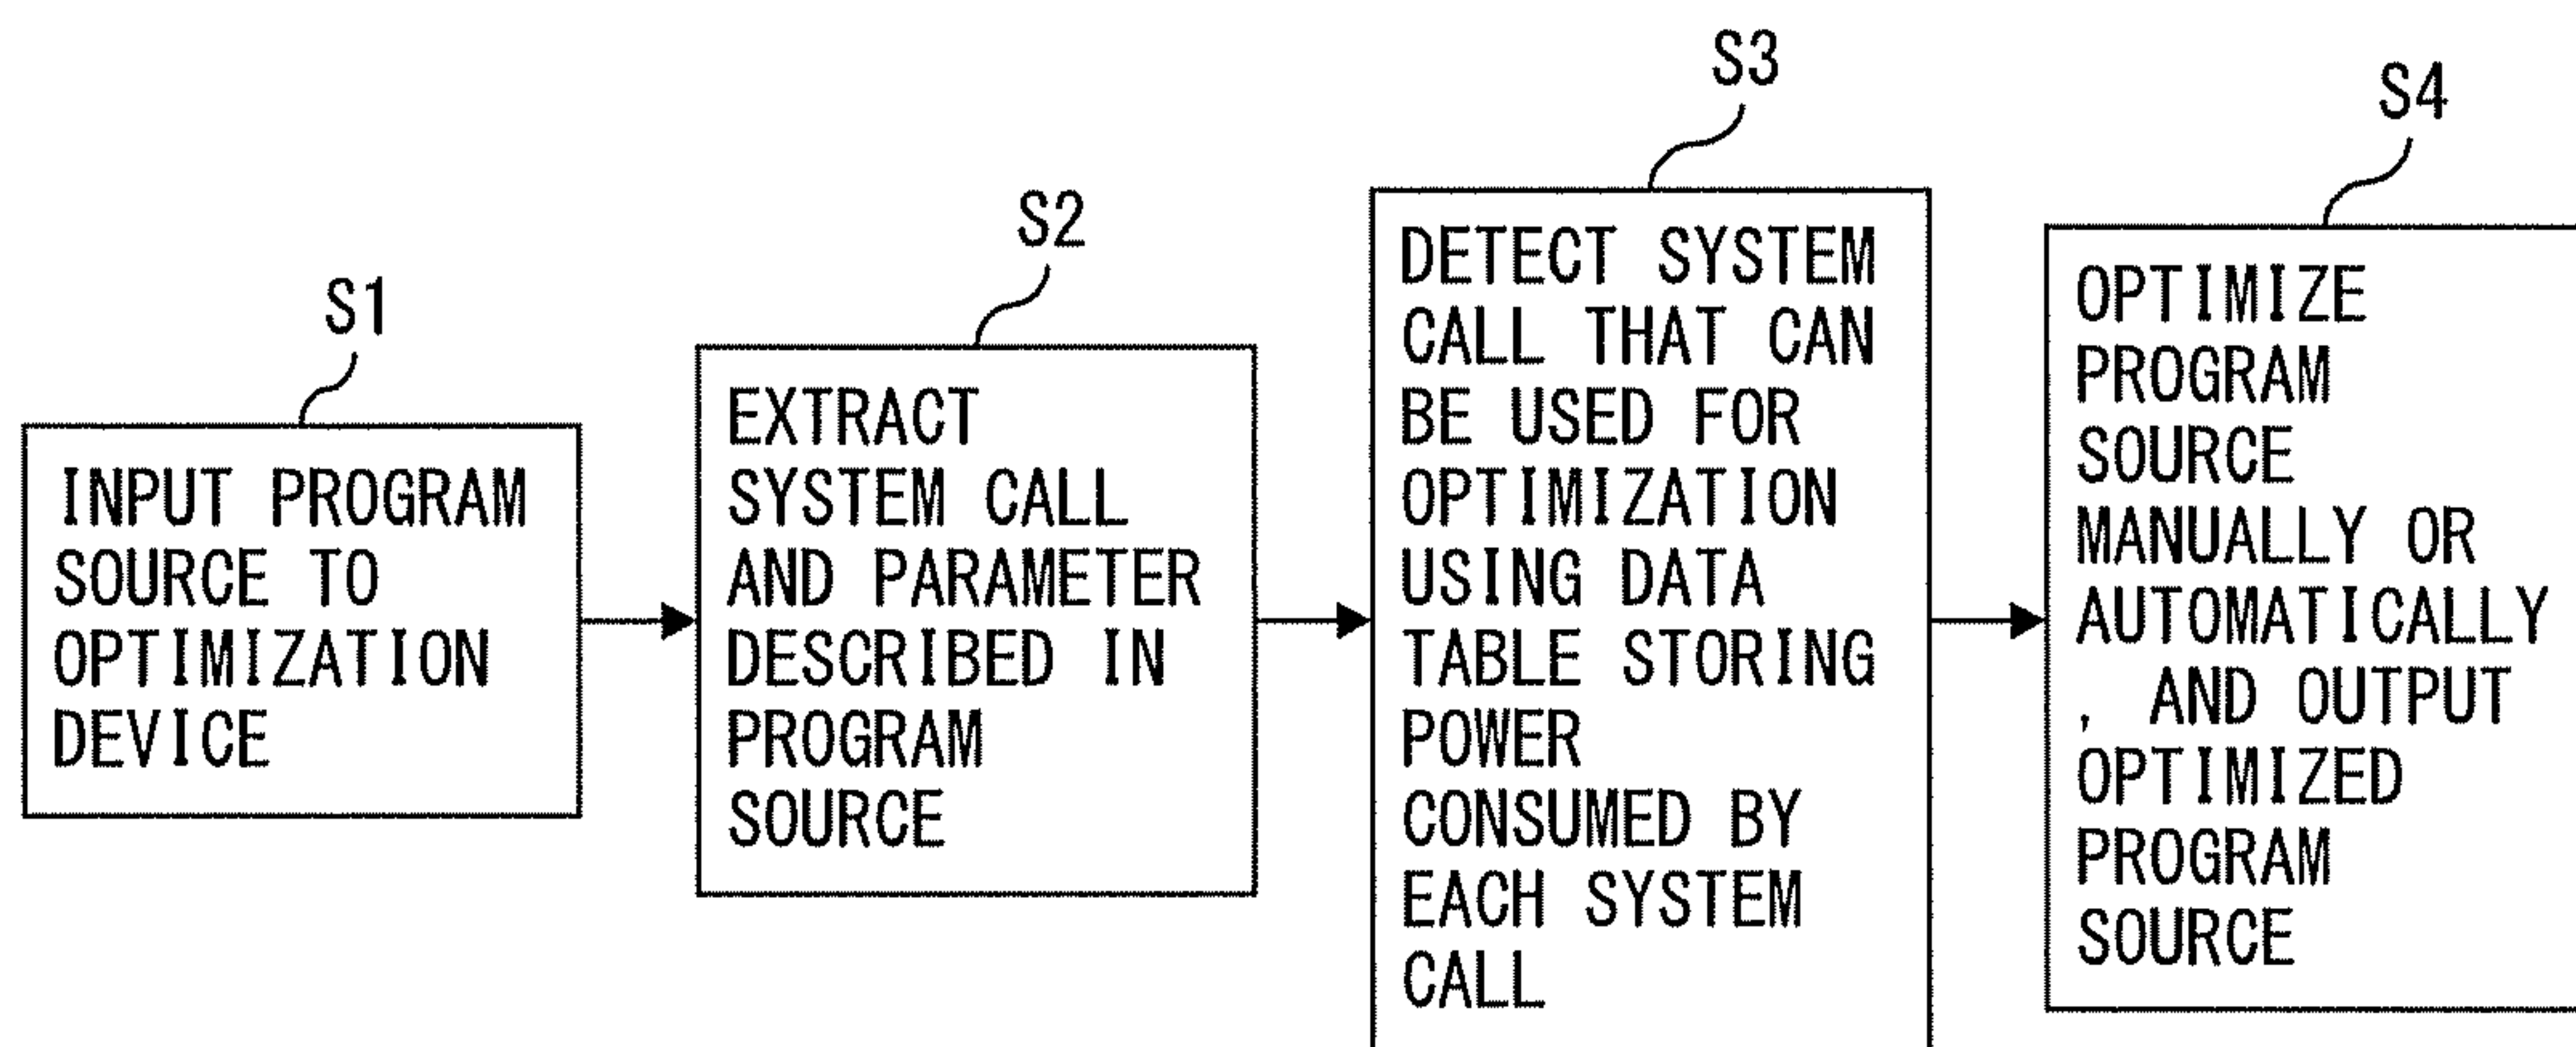 S1
INPUT PROGRAM
SOURCE TO
OPTIMIZATION
DEVICE
S2
EXTRACT
SYSTEM CALL
AND PARAMETER
DESCRIBED IN
PROGRAM
SOURCE
S3
DETECT SYSTEM
CALL THAT CAN
BE USED FOR
OPTIMIZATION
USING DATA
TABLE STORING
POWER
CONSUMED BY
EACH SYSTEM
CALL
S4
OPTIMIZE
PROGRAM
SOURCE
MANUALLY OR
AUTOMATICALLY
, AND OUTPUT
OPTIMIZED
PROGRAM
SOURCE